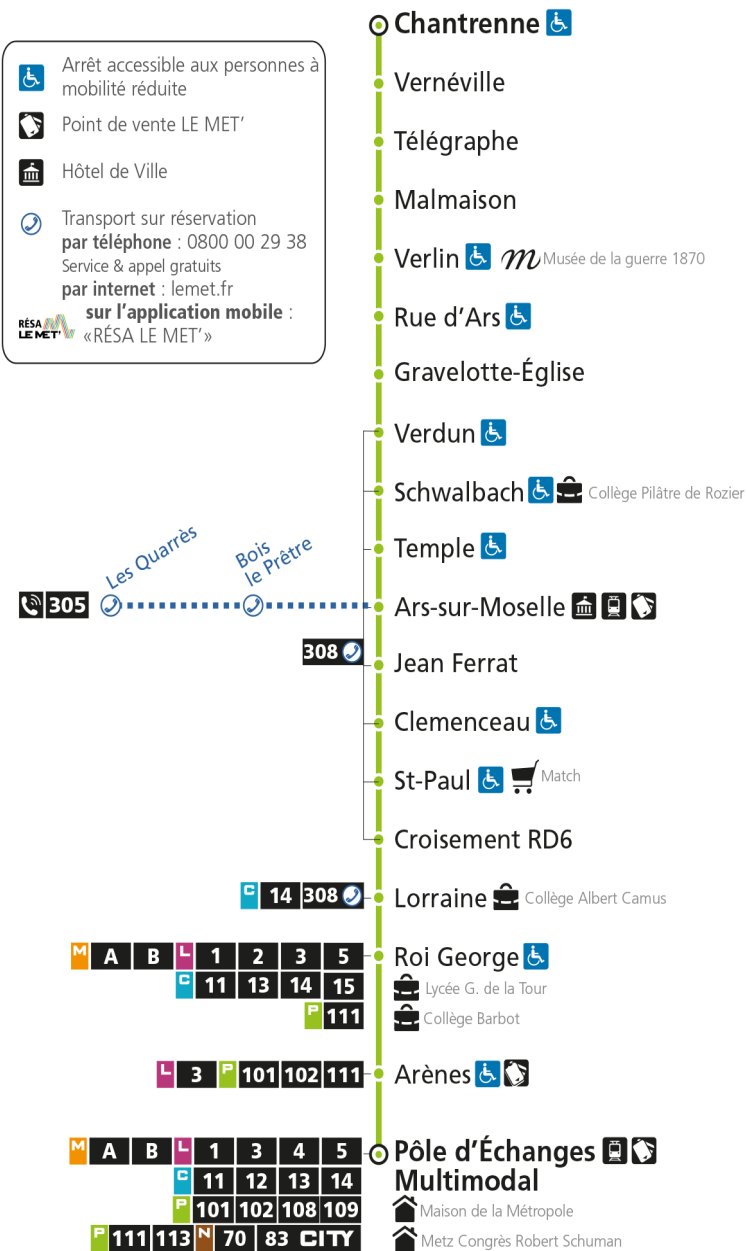 Chantrenne
Arrêt accessible aux personnes à
mobilité réduite
Point de vente LE MET’
Hôtel de Ville
Transport sur réservation
par téléphone : 0800 00 29 38
Service & appel gratuits
par internet : lemet.fr
RÉSA LE MET' sur l’application mobile :
«RÉSA LE MET’»
Vernéville
Télégraphe
Malmaison
Verlin m Musée de la guerre 1870
Rue d’Ars
Gravelotte-Église
Verdun
Schwalbach Collège Pilâtre de Rozier
Temple
Les Quarrès
Bois
le Prêtre
305
Ars-sur-Moselle
308
Jean Ferrat
Clemenceau
St-Paul Match
Croisement RD6
C 14 308 Lorraine Collège Albert Camus
M A B L 1 2 3 5 Roi George
C 11 13 14 15 Lycée G. de la Tour
P 111 Collège Barbot
L 3 P 101 102 111 Arènes
M A B L 1 3 4 5 Pôle d’Échanges
C 11 12 13 14 Multimodal
P 101 102 108 109 Maison de la Métropole
P 111 113 N 70 83 CITY Metz Congrès Robert Schuman